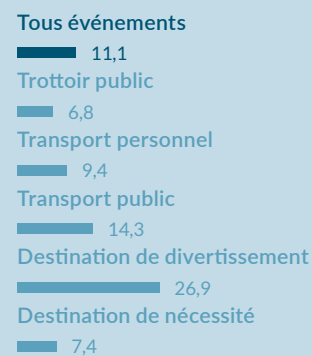 Tous événements
11,1
Trottoir public
6,8
Transport personnel
9,4
Transport public
14,3
Destination de divertissement
26,9
Destination de nécessité
7,4